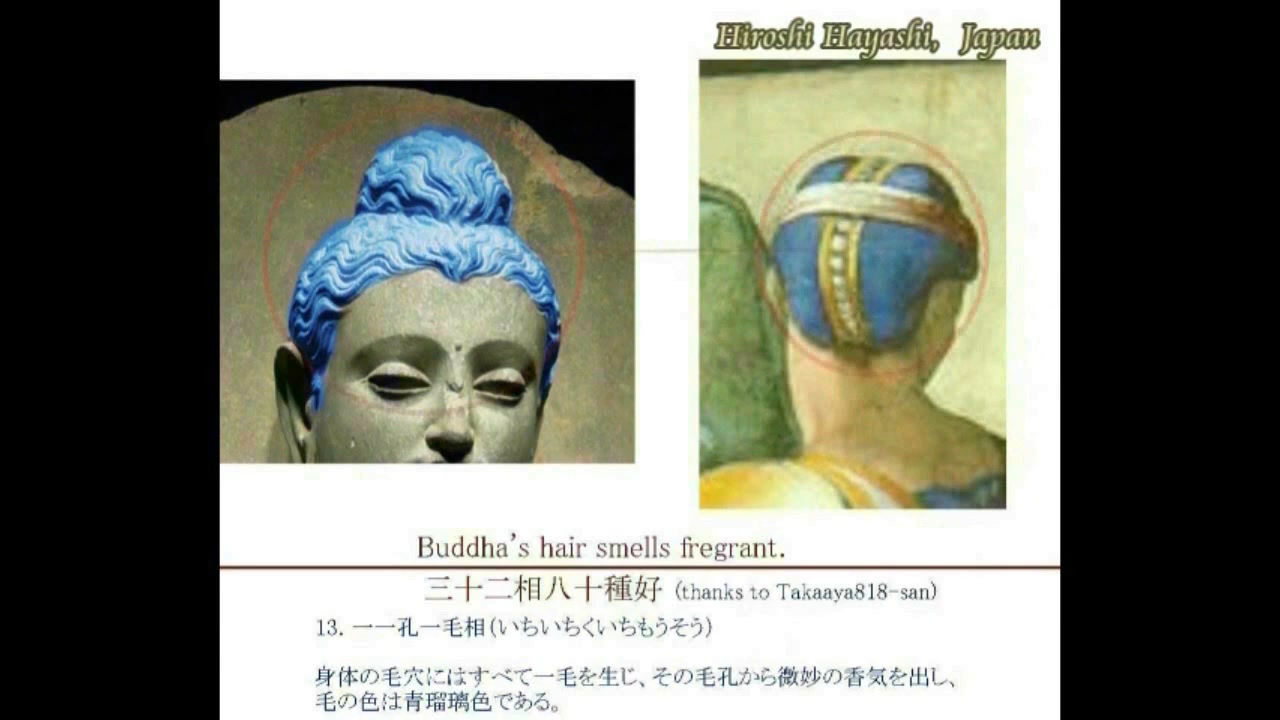 Hiroshi Hayashi, Japan
Buddha's hair smells fregrant.
三十二相八十種好 (thanks to Takaaya818-san)
13. 一一孔一毛相(いちいちくいちもうそう)
身体の毛穴にはすべて一毛を生じ、その毛孔から微妙の香気を出し、
毛の色は青瑠璃色である。